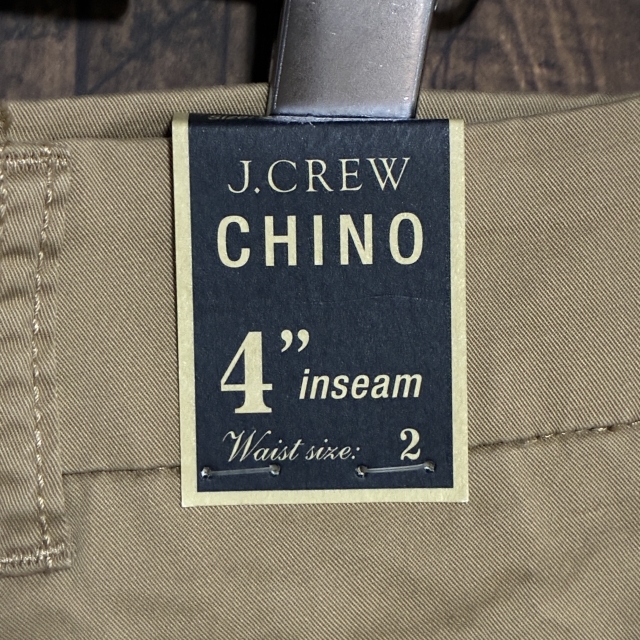 J.CREW
CHINO
4” inseam
Waist size: 2